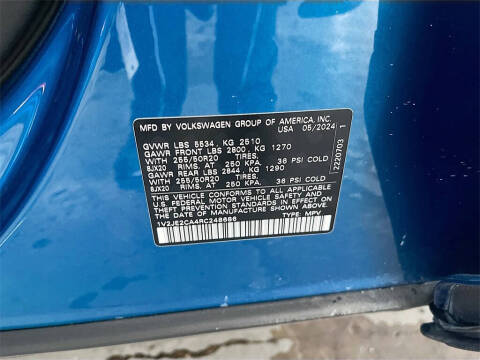 MFD BY VOLKSWAGEN GROUP OF AMERICA, INC.
USA 05/2024
GVWR LBS 5534 , KG 2510
GAWR FRONT LBS 2800 , KG 1270
WITH 255/50R20 TIRES,
8JX20 RIMS, AT 250 KPA. 36 PSI COLD
GAWR REAR LBS 2844 , KG 1290
WITH 255/50R20 TIRES,
8JX20 RIMS, AT 250 KPA. 36 PSI COLD
THIS VEHICLE CONFORMS TO ALL APPLICABLE
U.S. FEDERAL MOTOR VEHICLE SAFETY AND
THEFT PREVENTION STANDARDS IN EFFECT ON
THE DATE OF MANUFACTURE SHOWN ABOVE.
1V2JE2CA4RC248686 TYPE: MPV
2220703 1